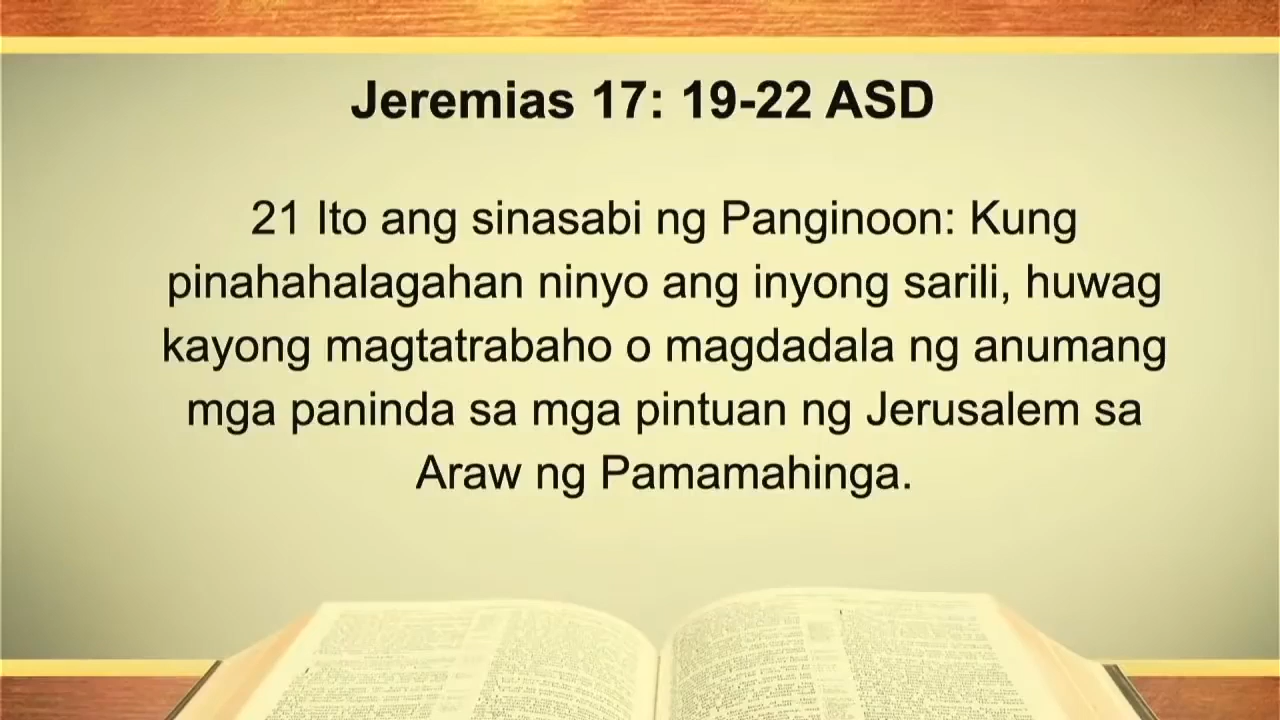 Jeremias 17: 19-22 ASD
21 Ito ang sinasabi ng Panginoon: Kung
pinahahalagahan ninyo ang inyong sarili, huwag
kayong magtatrabaho o magdadala ng anumang
mga paninda sa mga pintuan ng Jerusalem sa
Araw ng Pamamahinga.